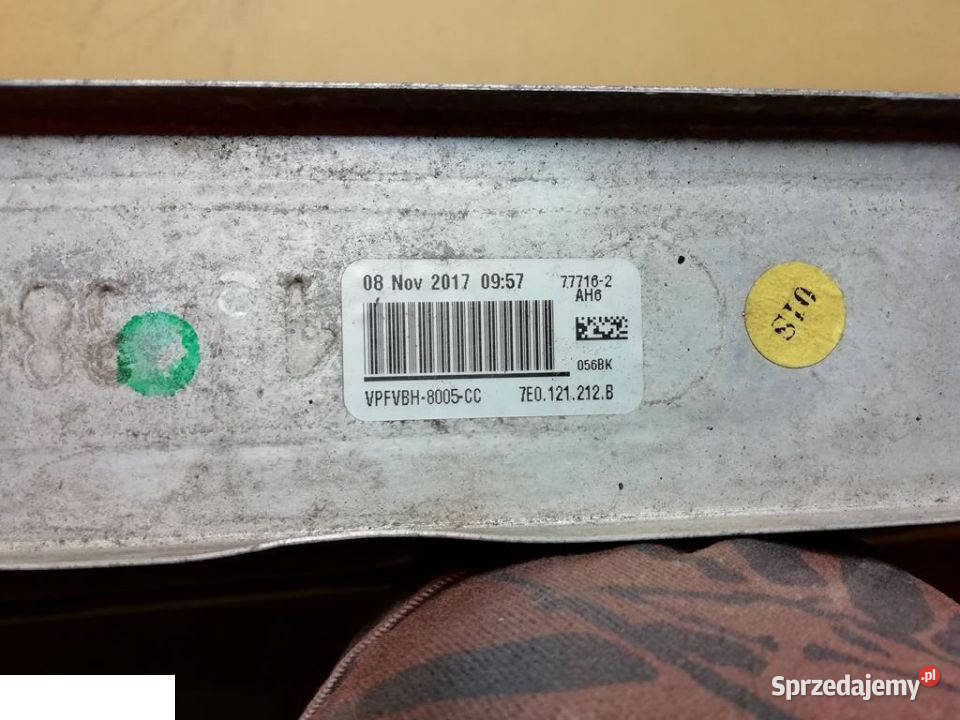 08 Nov 2017 09:57
77716-2
AH6
056BK
VPFVBH-8005-CC
7E0.121.212.B
Sprzedajemy.pl